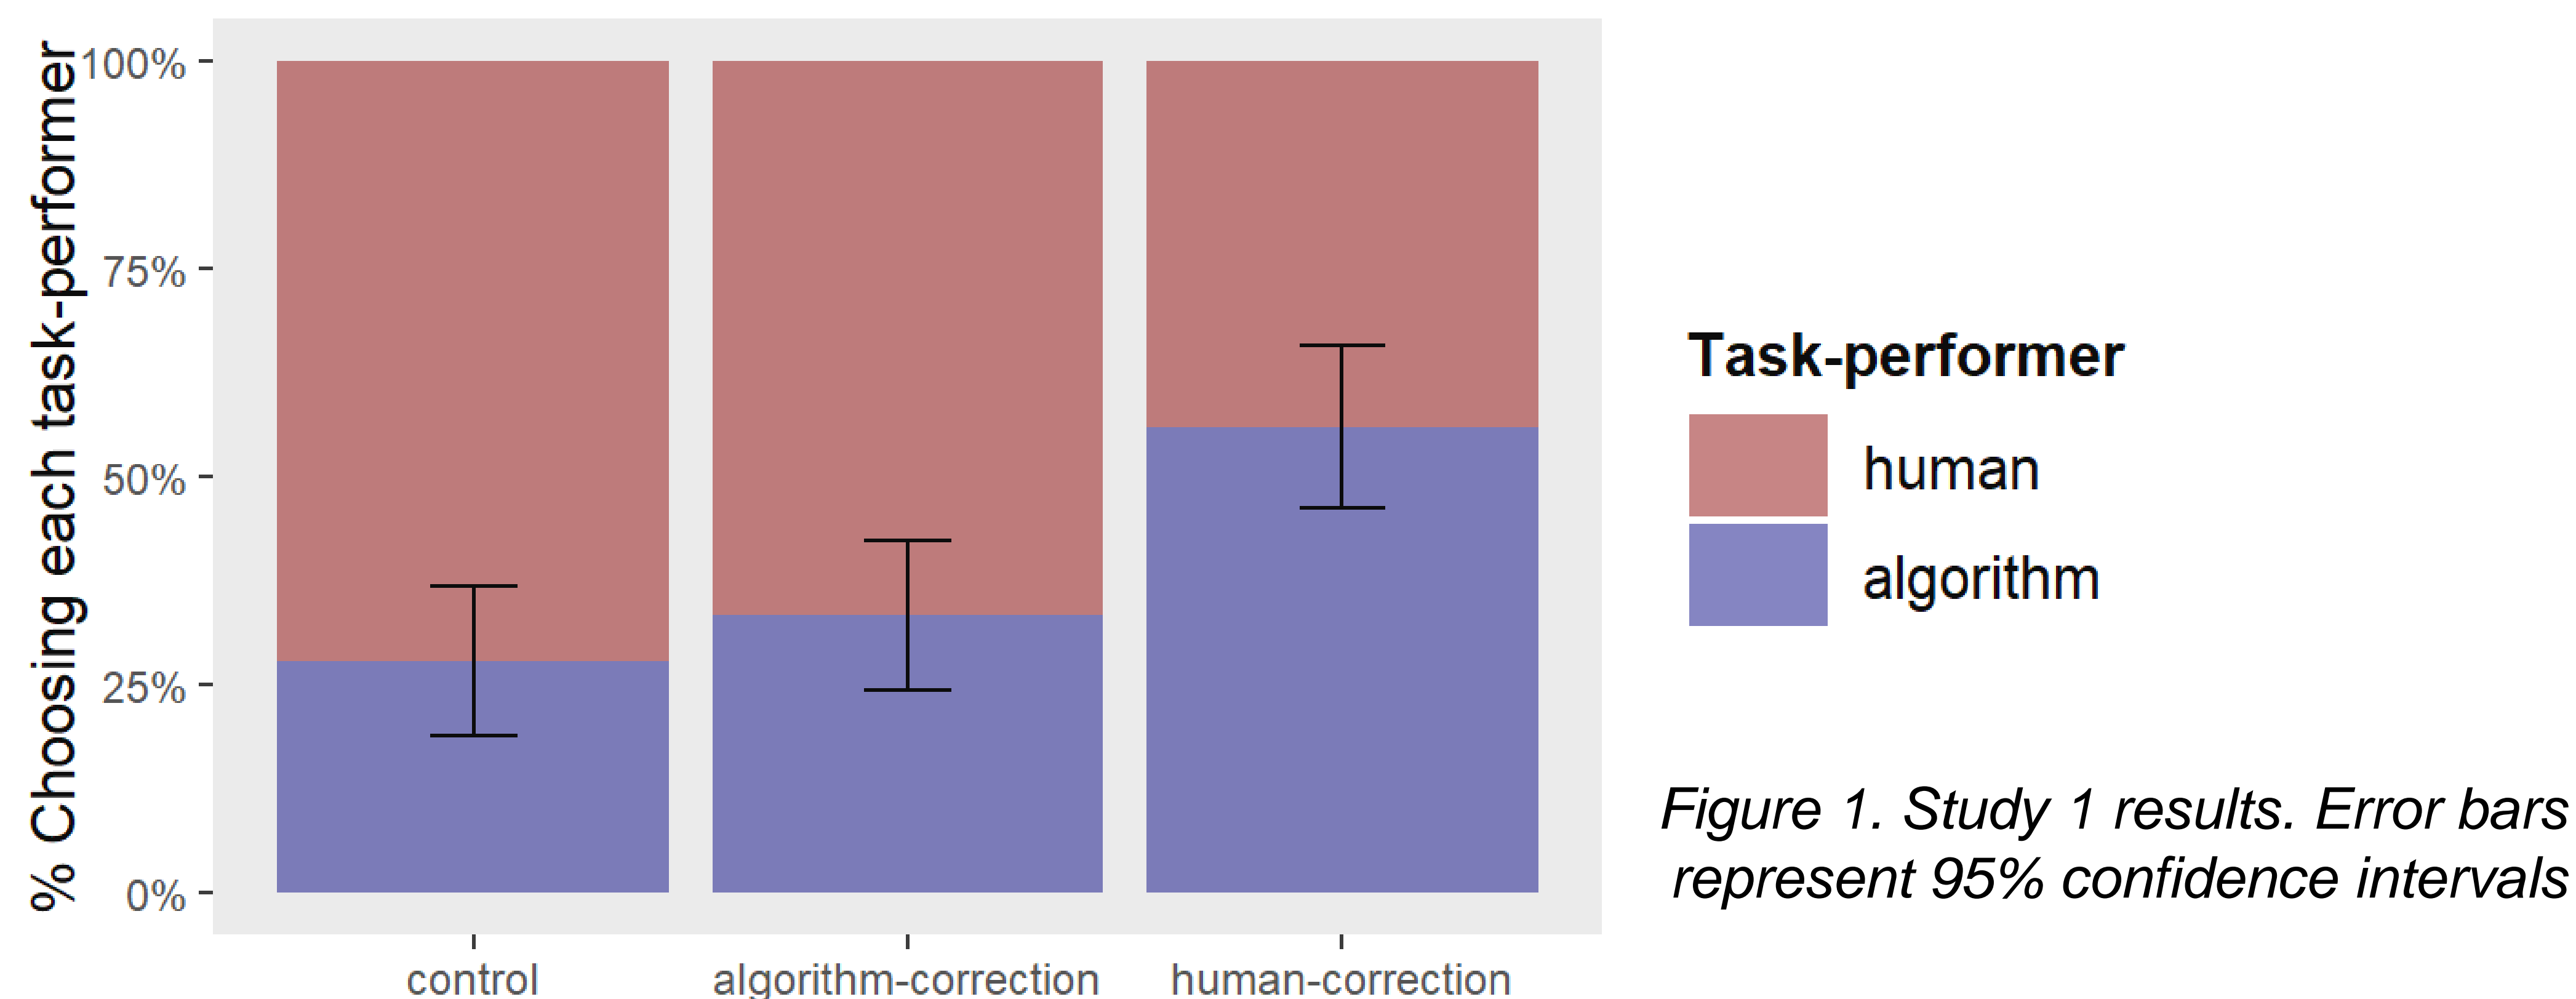 % Choosing each task-performer
100%
75%
50%
25%
0%
control
algorithm-correction
human-correction
Task-performer
human
algorithm
Figure 1. Study 1 results. Error bars
represent 95% confidence intervals